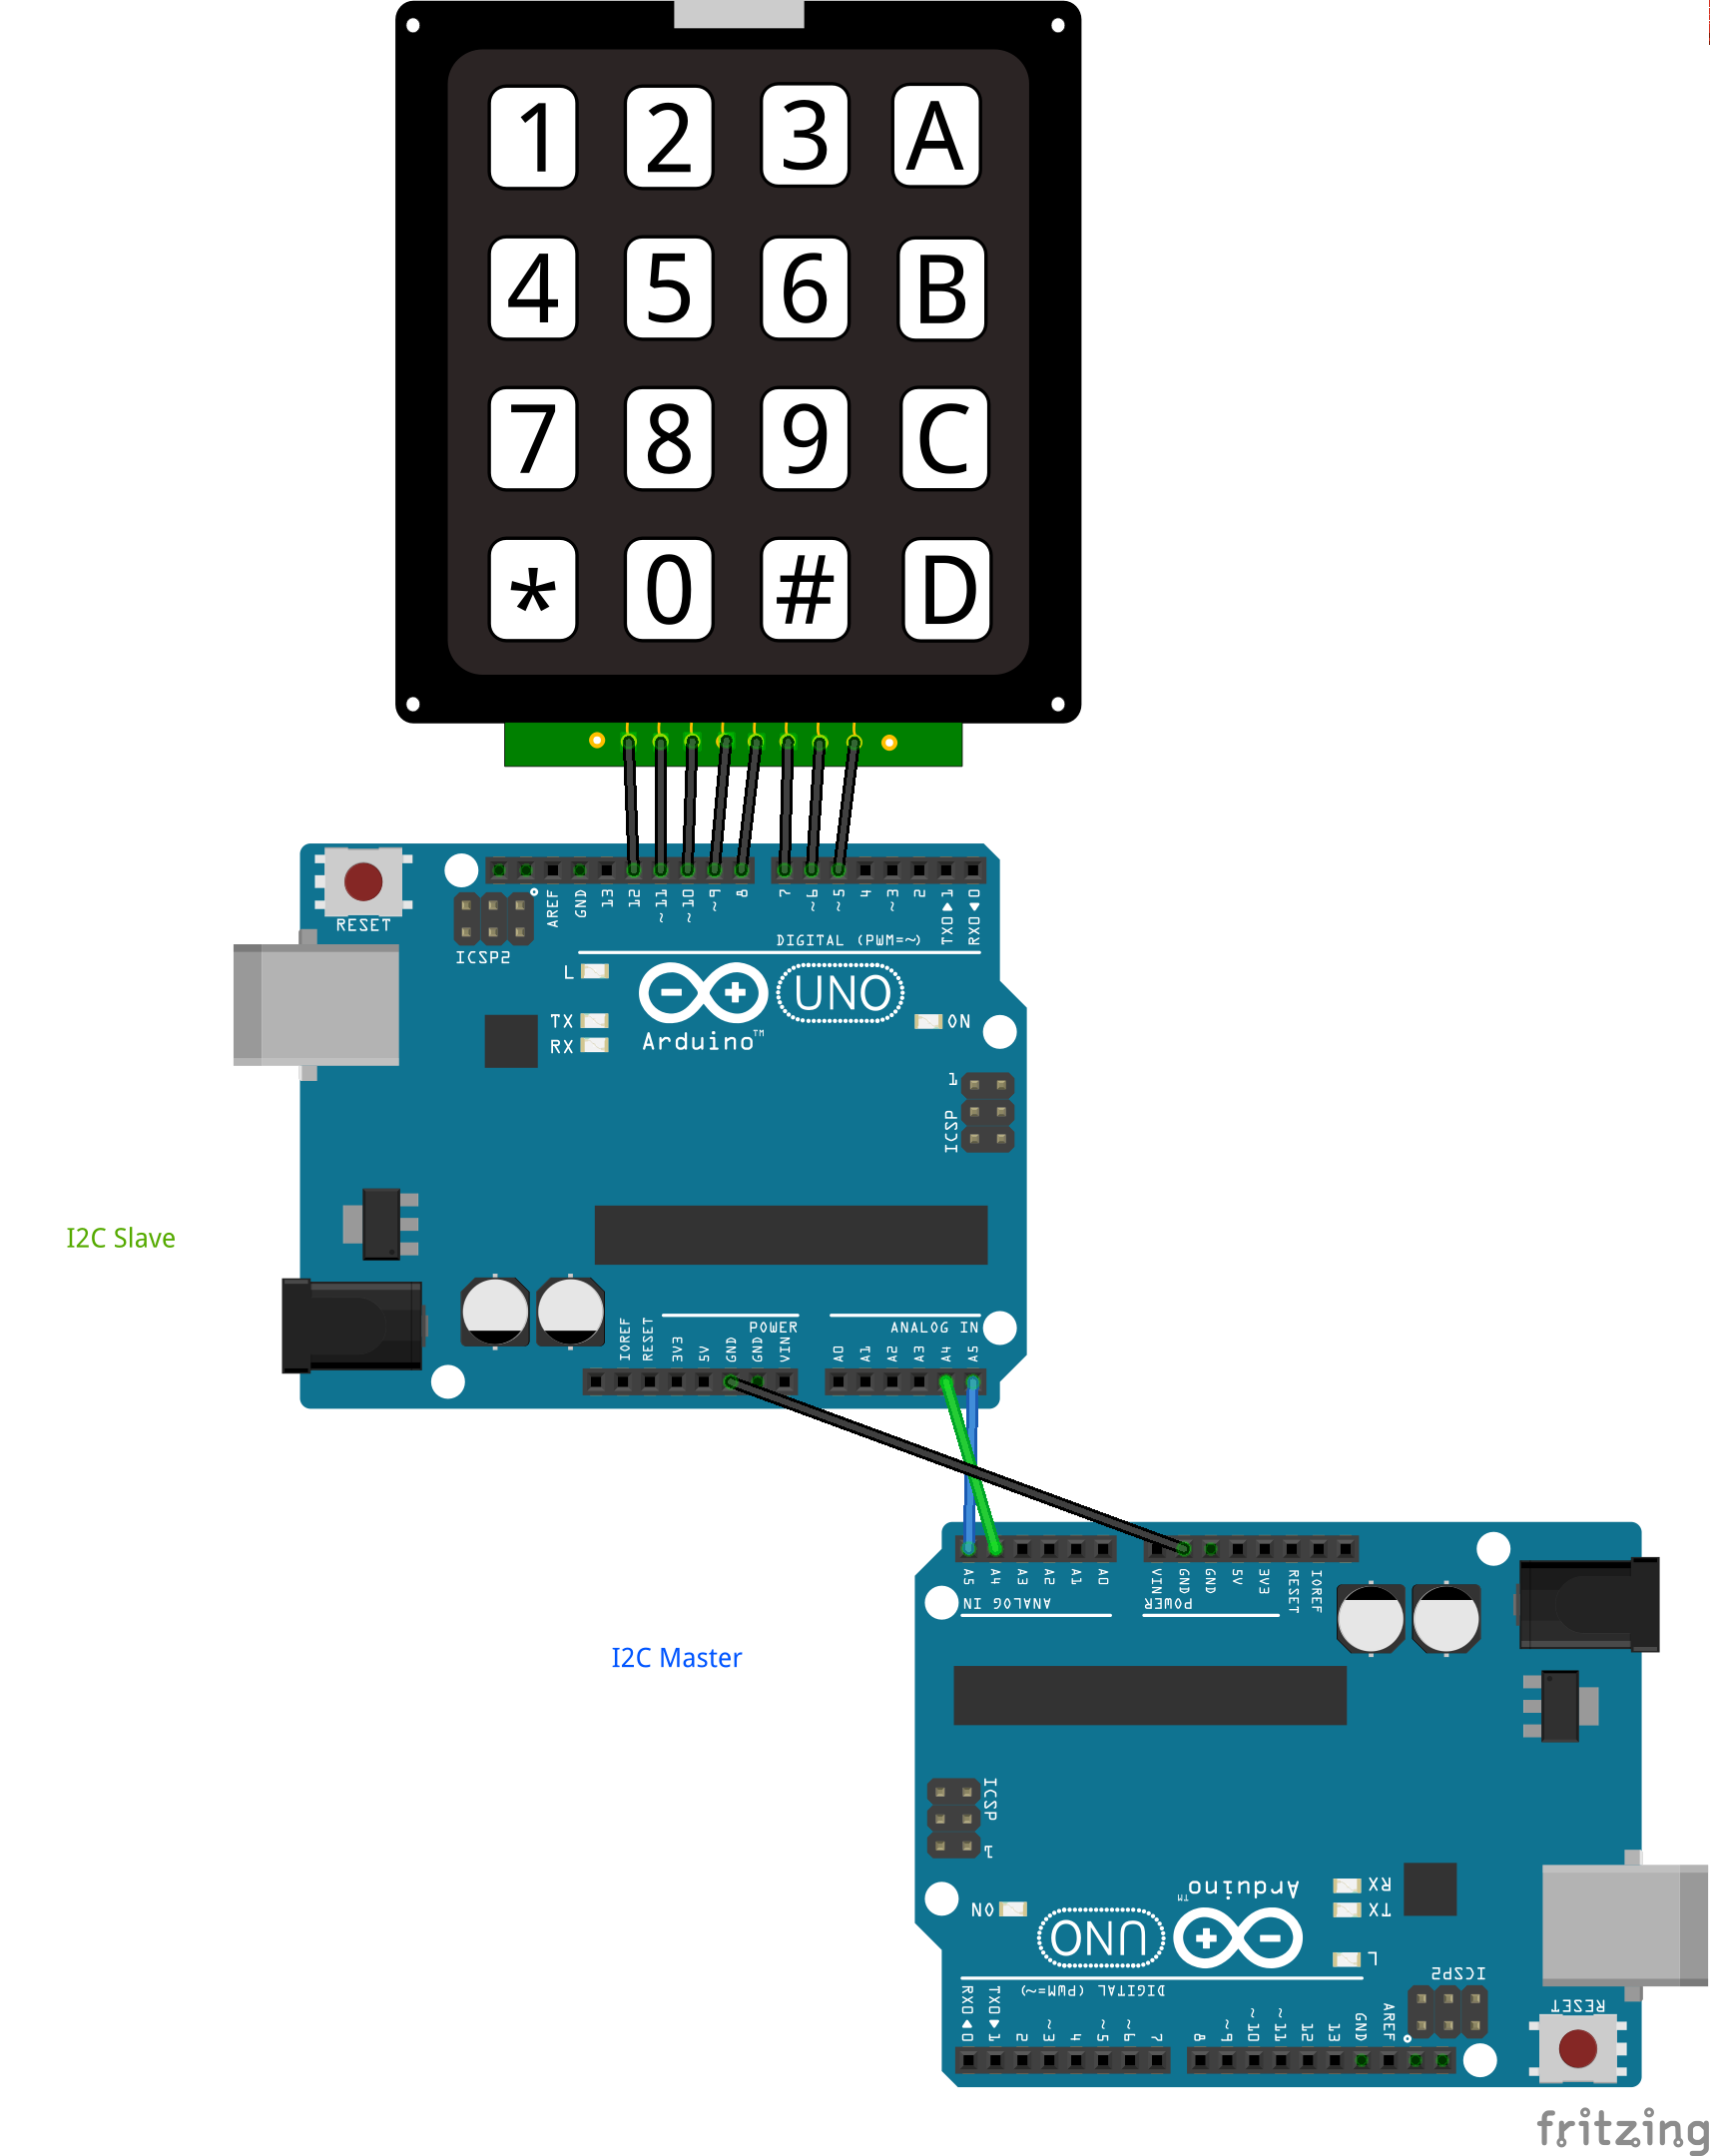 1 2 3 A
4 5 6 B
7 8 9 C
* 0 # D
RESET
ICSP2
AREF
GND
13
12
~11
~10
~9
8
7
~6
~5
4
~3
2
TX0▶1
RX0◀0
DIGITAL (PWM=~)
L
TX
RX
UNO
Arduino™
ON
1
ICSP
I2C Slave
POWER
ANALOG IN
IOREF
RESET
3V3
5V
GND
GND
VIN
A0
A1
A2
A3
A4
A5
A5
A4
A3
A2
A1
A0
VIN
GND
GND
5V
3V3
RESET
IOREF
ANALOG IN
POWER
I2C Master
ICSP
1
Arduino™
RX
TX
ON
UNO
L
ICSP2
DIGITAL (PWM=~)
RESET
RX0◀0
TX0▶1
2
~3
4
~5
~6
7
8
~9
~10
~11
12
13
GND
AREF
fritzing